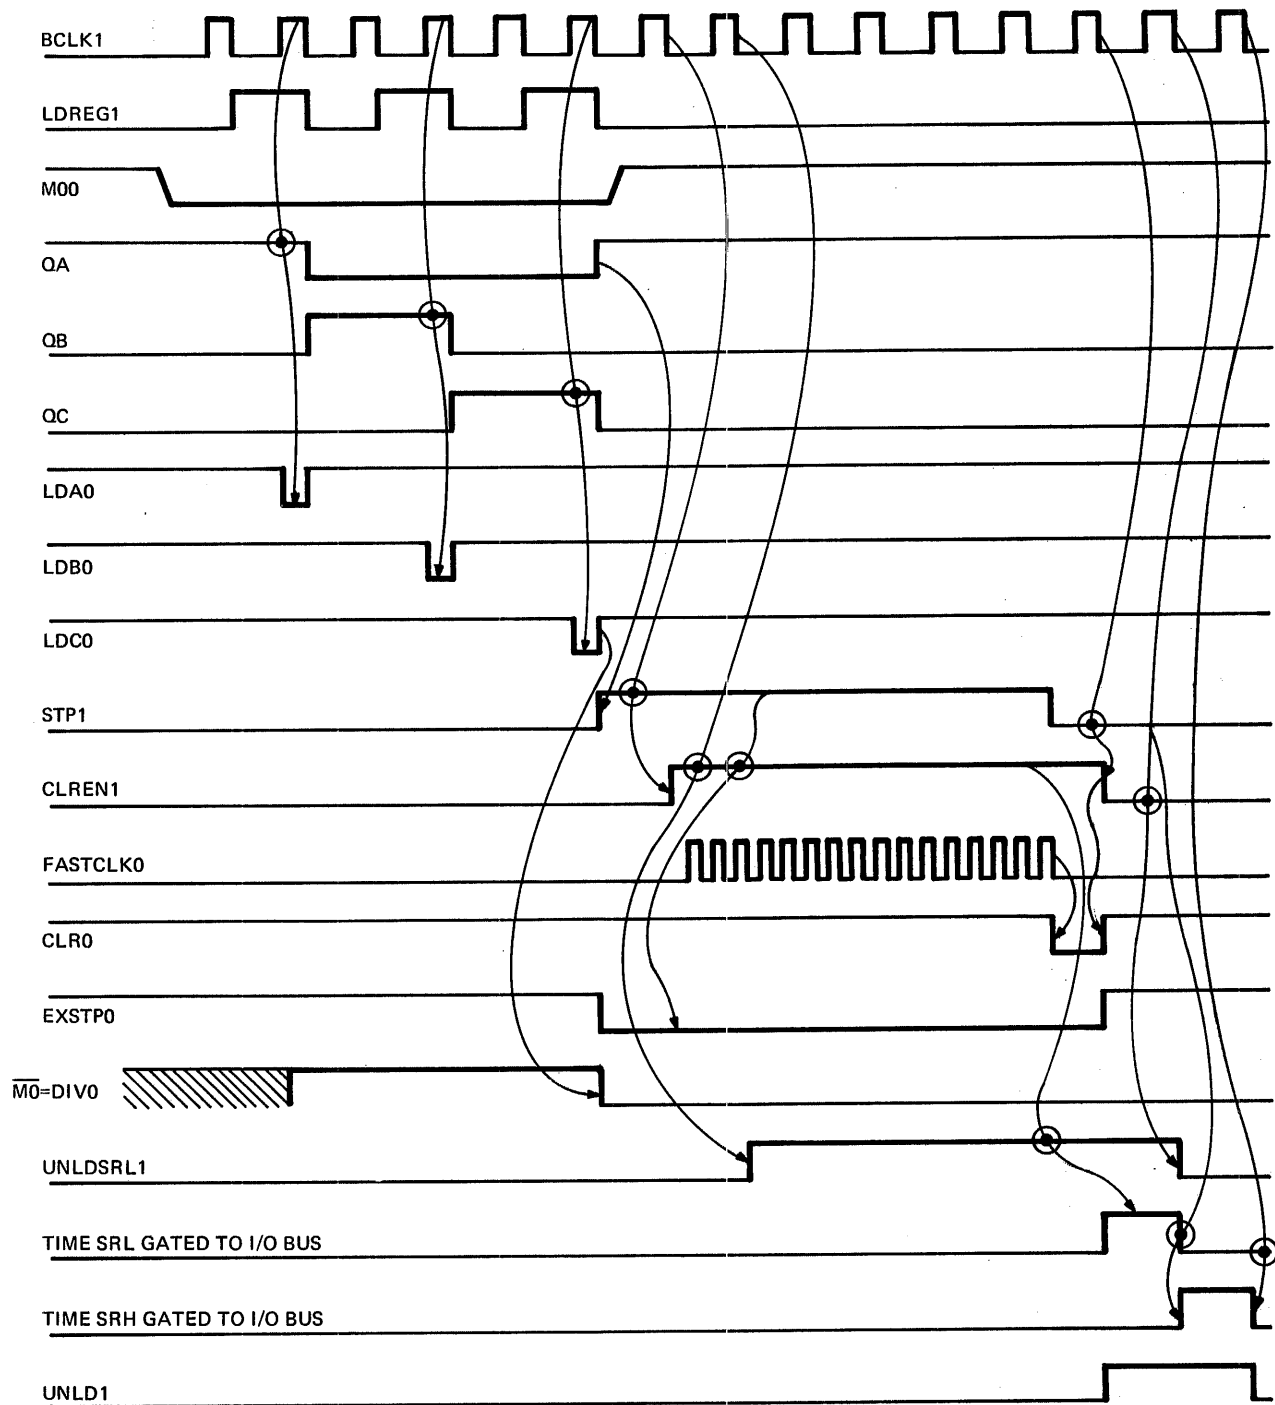 BCLK1
LDREG1
M00
QA
QB
QC
LDA0
LDB0
LDC0
STP1
CLREN1
FASTCLK0
CLR0
EXSTP0
M0=DIV0
UNLDSRL1
TIME SRL GATED TO I/O BUS
TIME SRH GATED TO I/O BUS
UNLD1